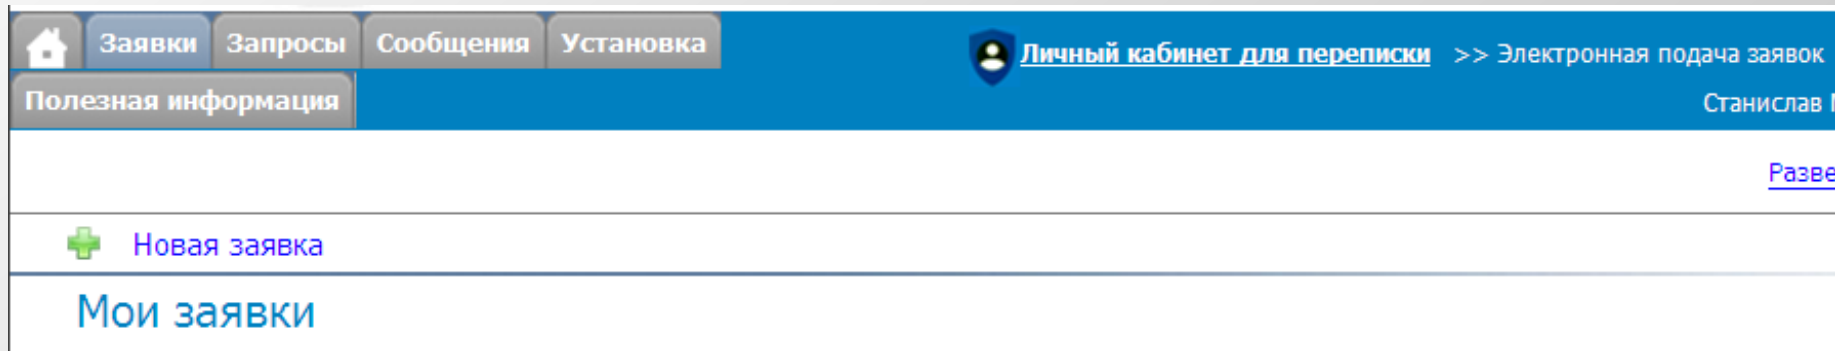 Заявки Запросы Сообщения Установка
Личный кабинет для переписки >> Электронная подача заявок
Полезная информация
Станислав
Новая заявка
Мои заявки